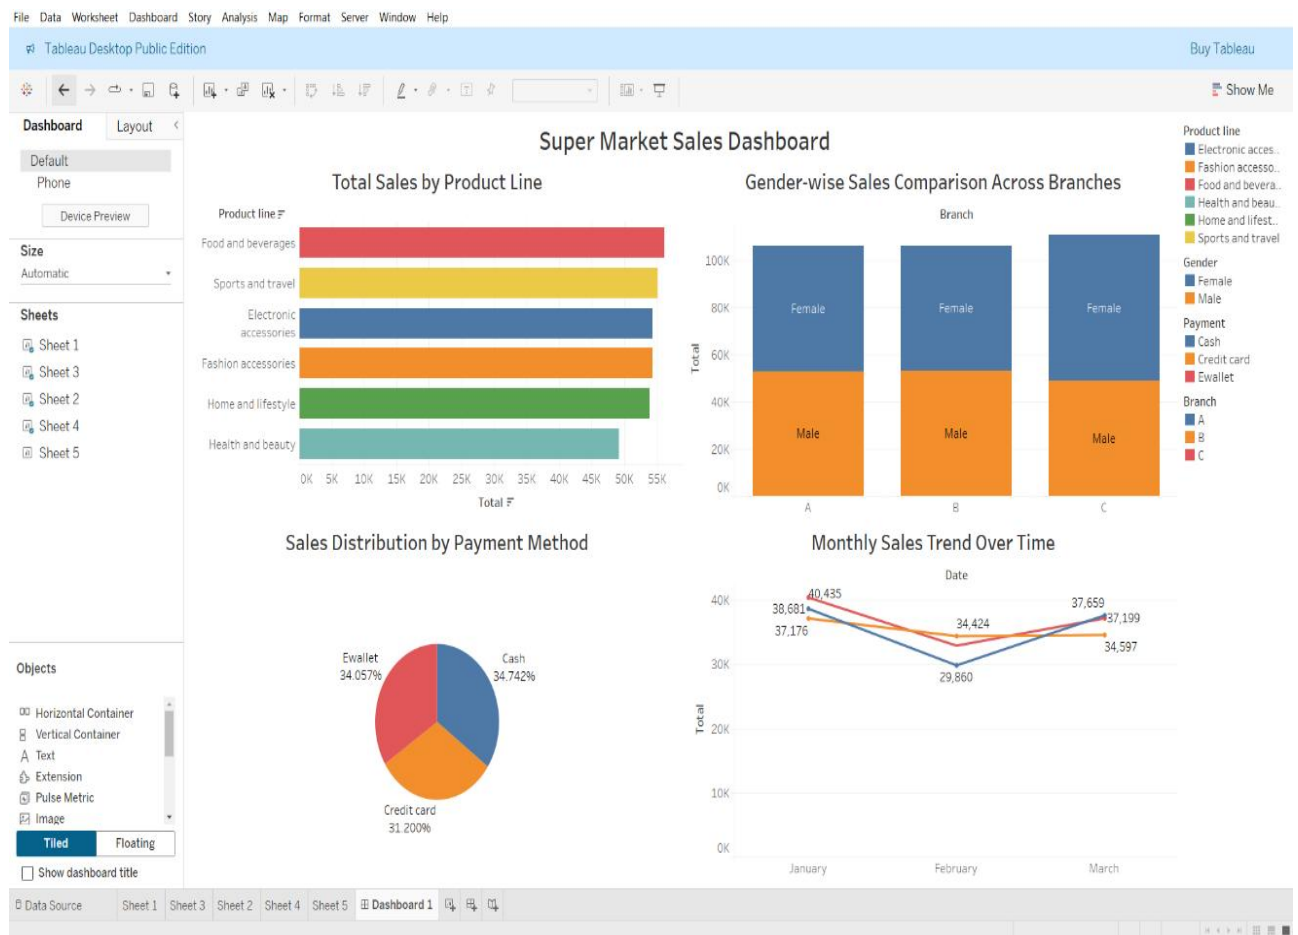 File Data Worksheet Dashboard Story Analysis Map Format Server Window Help
Tableau Desktop Public Edition
Buy Tableau
Show Me
Dashboard Layout
Default
Phone
Device Preview
Size
Automatic
Sheets
Sheet 1
Sheet 3
Sheet 2
Sheet 4
Sheet 5
Objects
Horizontal Container
Vertical Container
Text
Extension
Pulse Metric
Image
Tiled Floating
Show dashboard title
Super Market Sales Dashboard
Total Sales by Product Line
Product line
Food and beverages
Sports and travel
Electronic
accessories
Fashion accessories
Home and lifestyle
Health and beauty
0K 5K 10K 15K 20K 25K 30K 35K 40K 45K 50K 55K
Total
Gender-wise Sales Comparison Across Branches
Branch
Total
100K
80K
60K
40K
20K
0K
Female Female Female
Male Male Male
A B C
Sales Distribution by Payment Method
Ewallet
34.057%
Cash
34.742%
Credit card
31.200%
Monthly Sales Trend Over Time
Date
Total
40K
30K
20K
10K
0K
40,435
38,681
37,176
34,424
29,860
37,659
37,199
34,597
January February March
Product line
Electronic acces..
Fashion accesso..
Food and bevera..
Health and beau..
Home and lifest..
Sports and travel
Gender
Female
Male
Payment
Cash
Credit card
Ewallet
Branch
A
B
C
Data Source Sheet 1 Sheet 3 Sheet 2 Sheet 4 Sheet 5 Dashboard 1